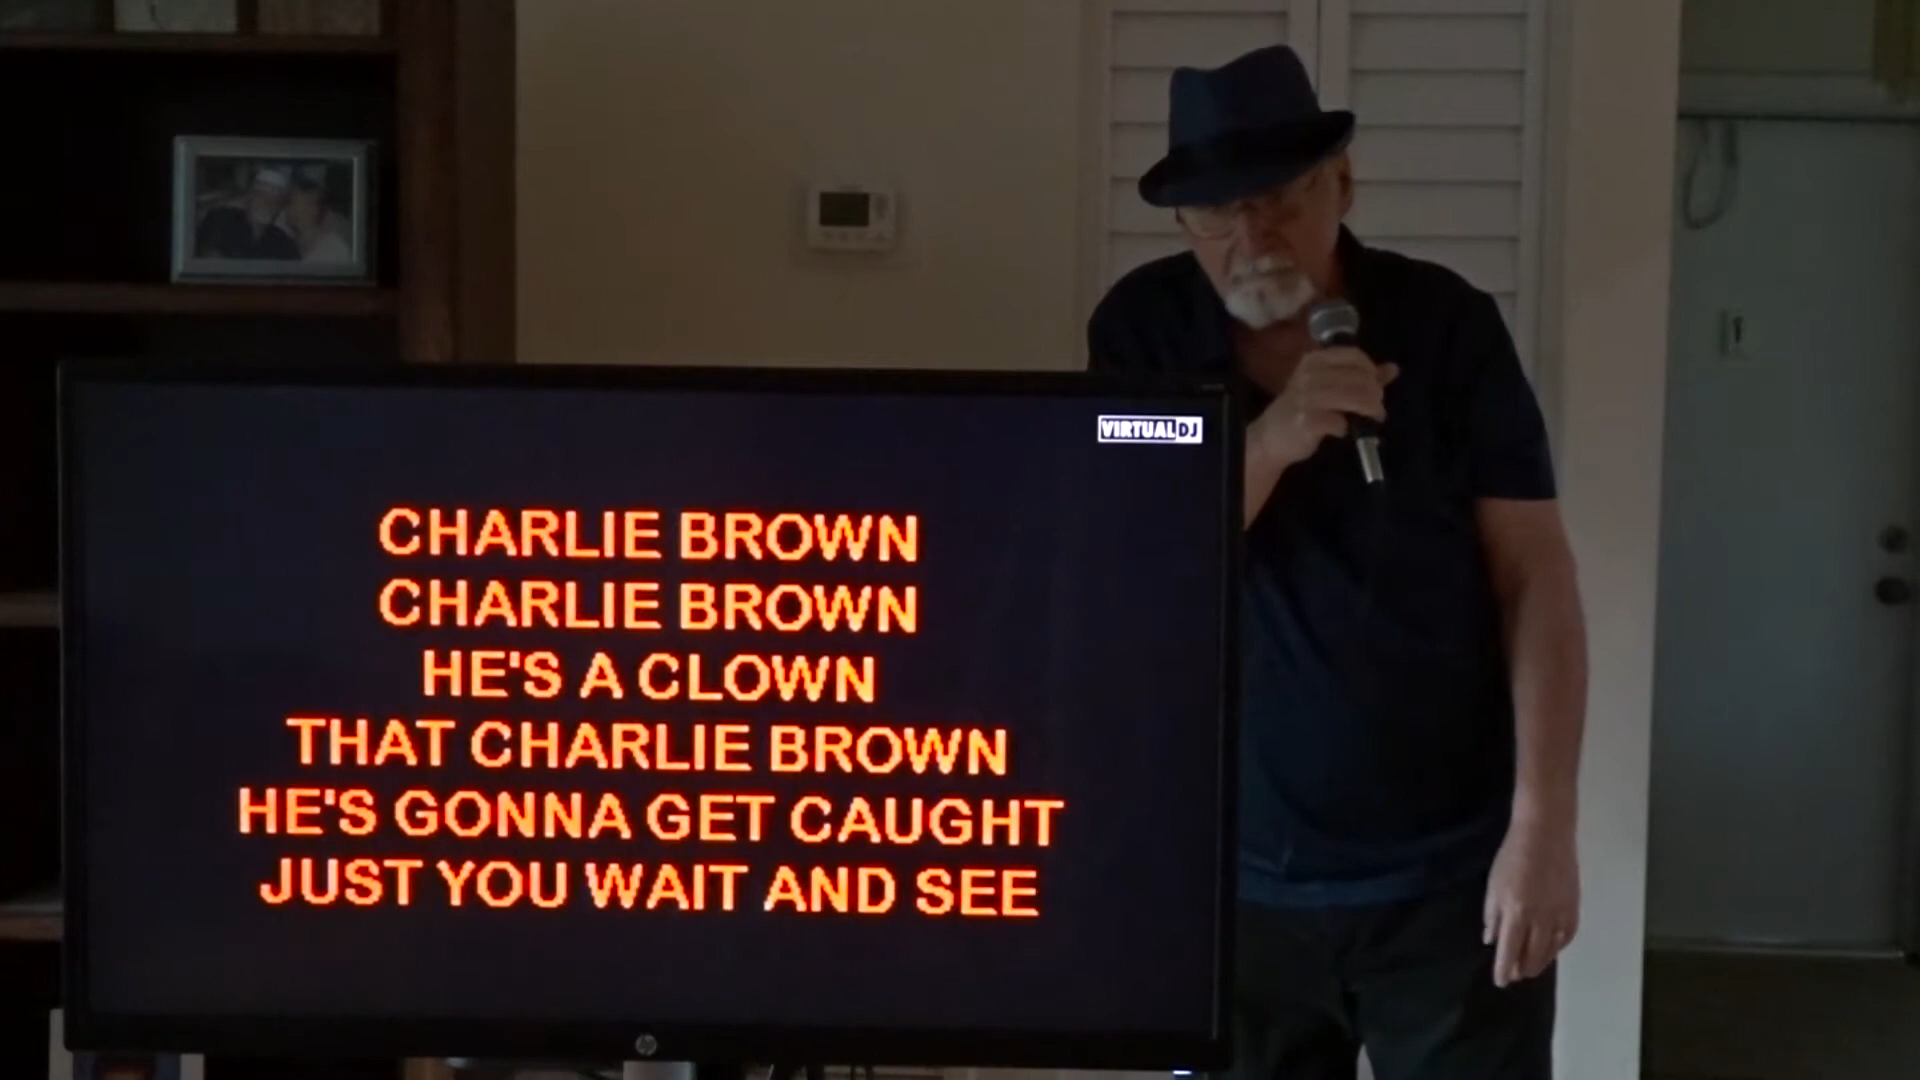 VIRTUALDJ
CHARLIE BROWN
CHARLIE BROWN
HE'S A CLOWN
THAT CHARLIE BROWN
HE'S GONNA GET CAUGHT
JUST YOU WAIT AND SEE
hp